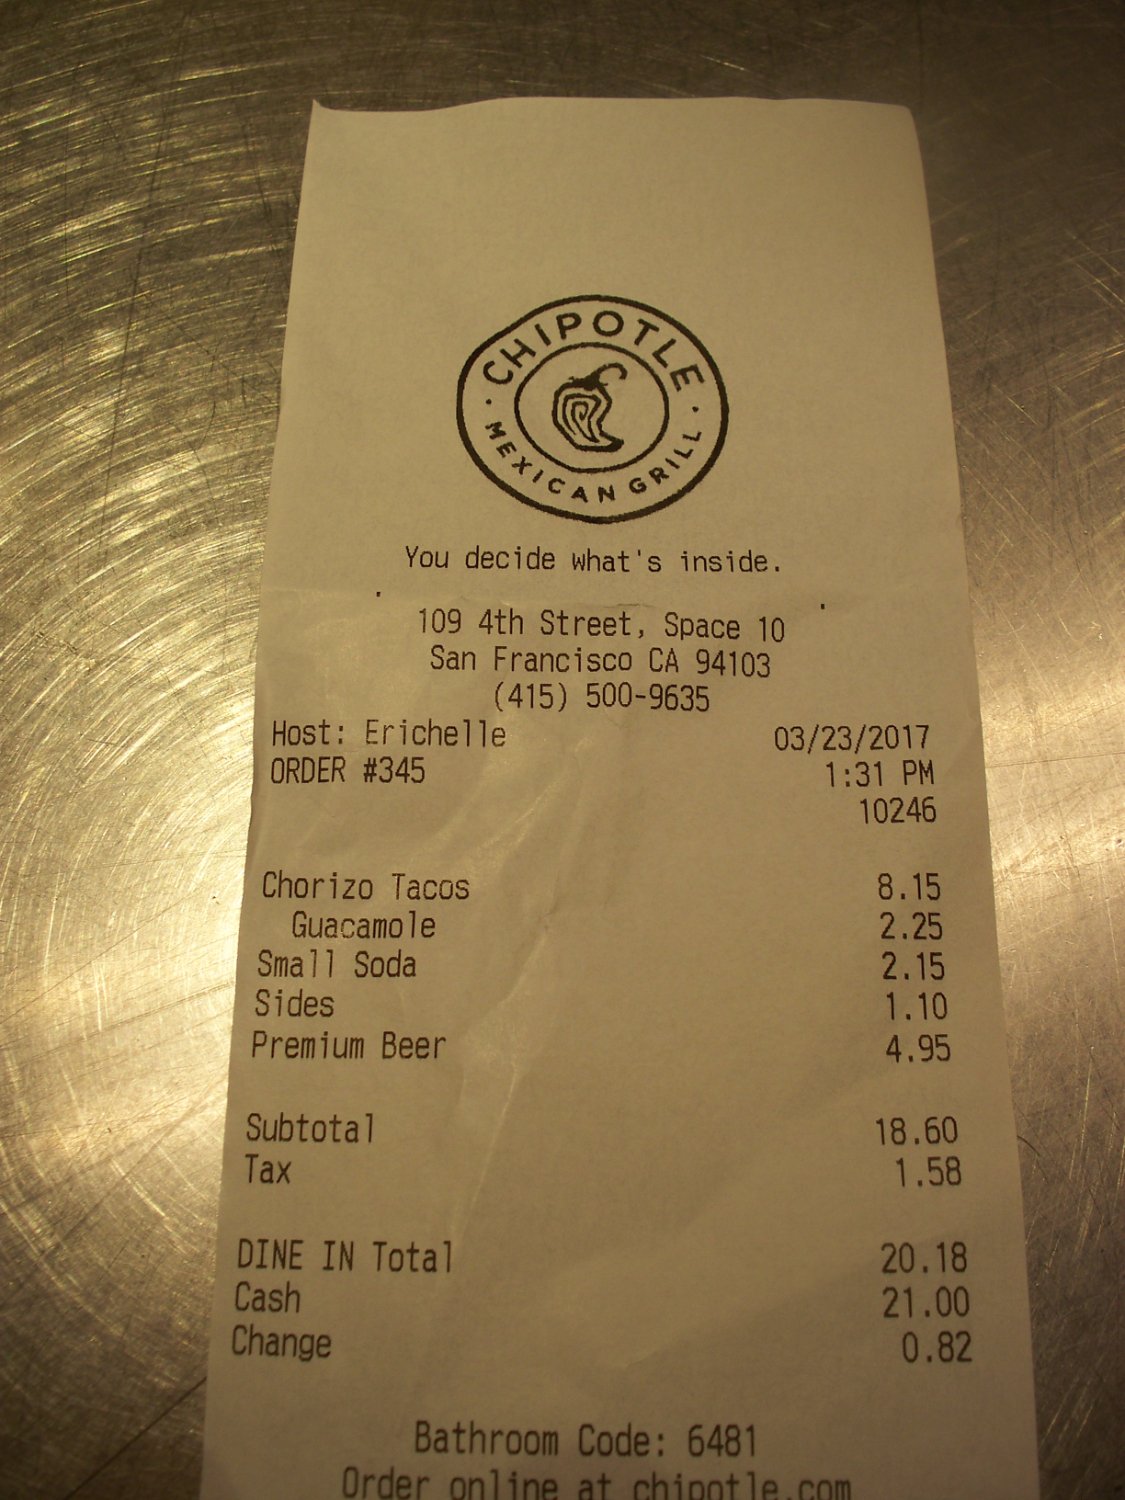 CHIPOTLE
MEXICAN GRILL
You decide what's inside.
109 4th Street, Space 10
San Francisco CA 94103
(415) 500-9635
Host: Erichelle 03/23/2017
ORDER #345 1:31 PM
10246
Chorizo Tacos 8.15
Guacamole 2.25
Small Soda 2.15
Sides 1.10
Premium Beer 4.95
Subtotal 18.60
Tax 1.58
DINE IN Total 20.18
Cash 21.00
Change 0.82
Bathroom Code: 6481
Order online at chipotle.com